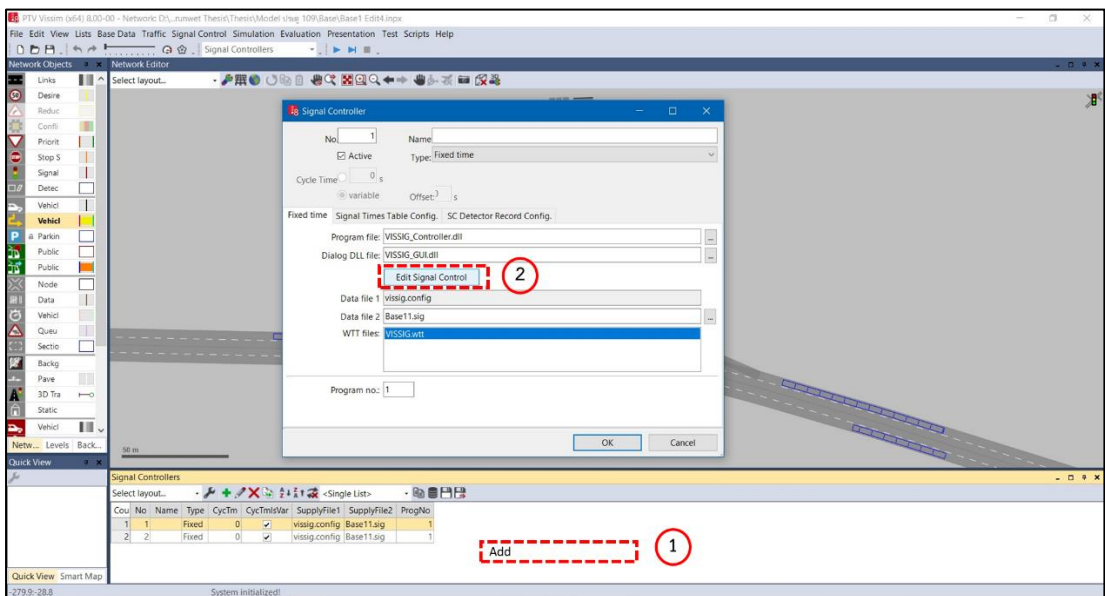 PTV Vissim (x64) 8.00-00 - Network: D:\...runwet Thesis\Thesis\Model 109\Base\Base1 Edit4.inpx
File Edit View Lists Base Data Traffic Signal Control Simulation Evaluation Presentation Test Scripts Help
Signal Controllers
Network Objects
Network Editor
Select layout...
Links
Desire
Reduc
Confli
Priorit
Stop S
Signal
Detec
Vehicl
Vehicl
Parkin
Public
Public
Node
Data
Vehicl
Queu
Sectio
Backg
Pave
3D Tra
Static
Vehicl
Netw... Levels Back...
50 m
Signal Controller
No. 1 Name
Active Type: Fixed time
Cycle Time 0 s
variable Offset: 3 s
Fixed time Signal Times Table Config. SC Detector Record Config.
Program file: VISSIG_Controller.dll ...
Dialog DLL file: VISSIG_GUI.dll ...
Edit Signal Control 2
Data file 1 vissig.config
Data file 2 Base11.sig ...
WTT files: VISSIG.wtt
Program no.: 1
OK Cancel
Quick View
Signal Controllers
Select layout... <Single List>
Cou No Name Type CycTm CycTmIsVar SupplyFile1 SupplyFile2 ProgNo
1 1 Fixed 0 vissig.config Base11.sig 1
2 2 Fixed 0 vissig.config Base11.sig 1
Add 1
Quick View Smart Map
-279.9:-28.8 System initialized!